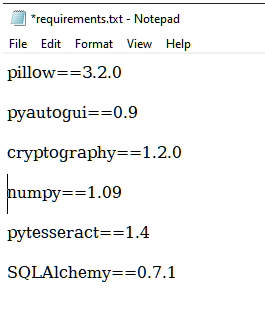 *requirements.txt - Notepad
File Edit Format View Help
pillow==3.2.0
pyautogui==0.9
cryptography==1.2.0
numpy==1.09
pytesseract==1.4
SQLAlchemy==0.7.1